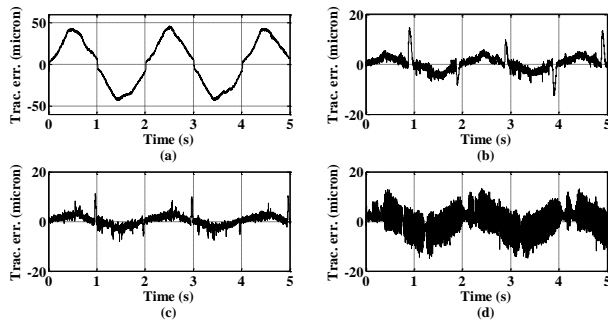 Trac. err. (micron)
50
0
-50
0 1 2 3 4 5
Time (s)
(a)
Trac. err. (micron)
20
0
-20
0 1 2 3 4 5
Time (s)
(b)
Trac. err. (micron)
20
0
-20
0 1 2 3 4 5
Time (s)
(c)
Trac. err. (micron)
20
0
-20
0 1 2 3 4 5
Time (s)
(d)